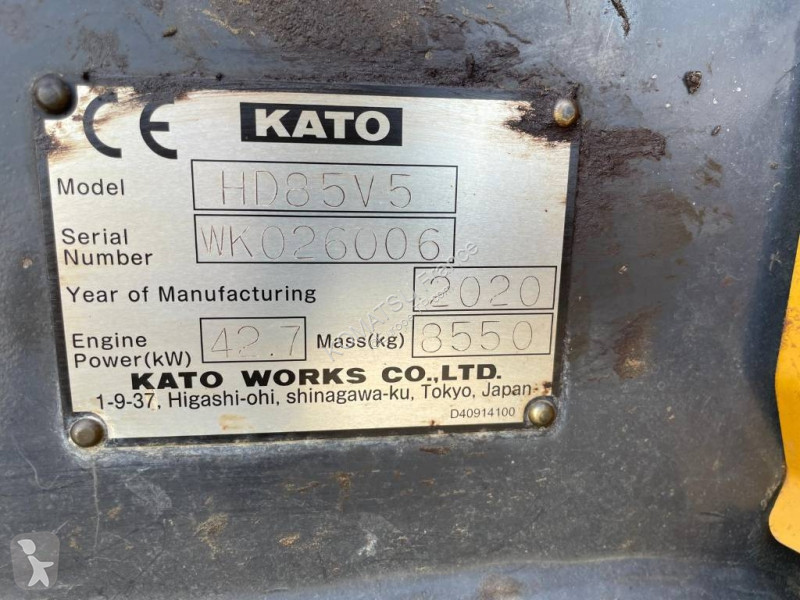 CE KATO
Model HD85V5
Serial
Number WK026006
Year of Manufacturing 2020
Engine
Power(kW) 42.7 Mass(kg) 8550
KATO WORKS CO.,LTD.
1-9-37, Higashi-ohi, shinagawa-ku, Tokyo, Japan
D40914100